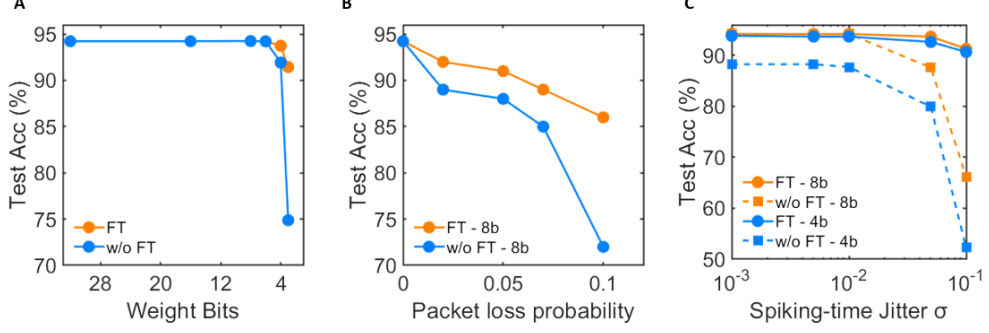 A
Test Acc (%)
95
90
85
80
75
70
FT
w/o FT
28
20
12
4
Weight Bits
B
Test Acc (%)
95
90
85
80
75
70
FT - 8b
w/o FT - 8b
0
0.05
0.1
Packet loss probability
C
Test Acc (%)
90
80
70
60
50
FT - 8b
w/o FT - 8b
FT - 4b
w/o FT - 4b
10⁻³
10⁻²
10⁻¹
Spiking-time Jitter σ